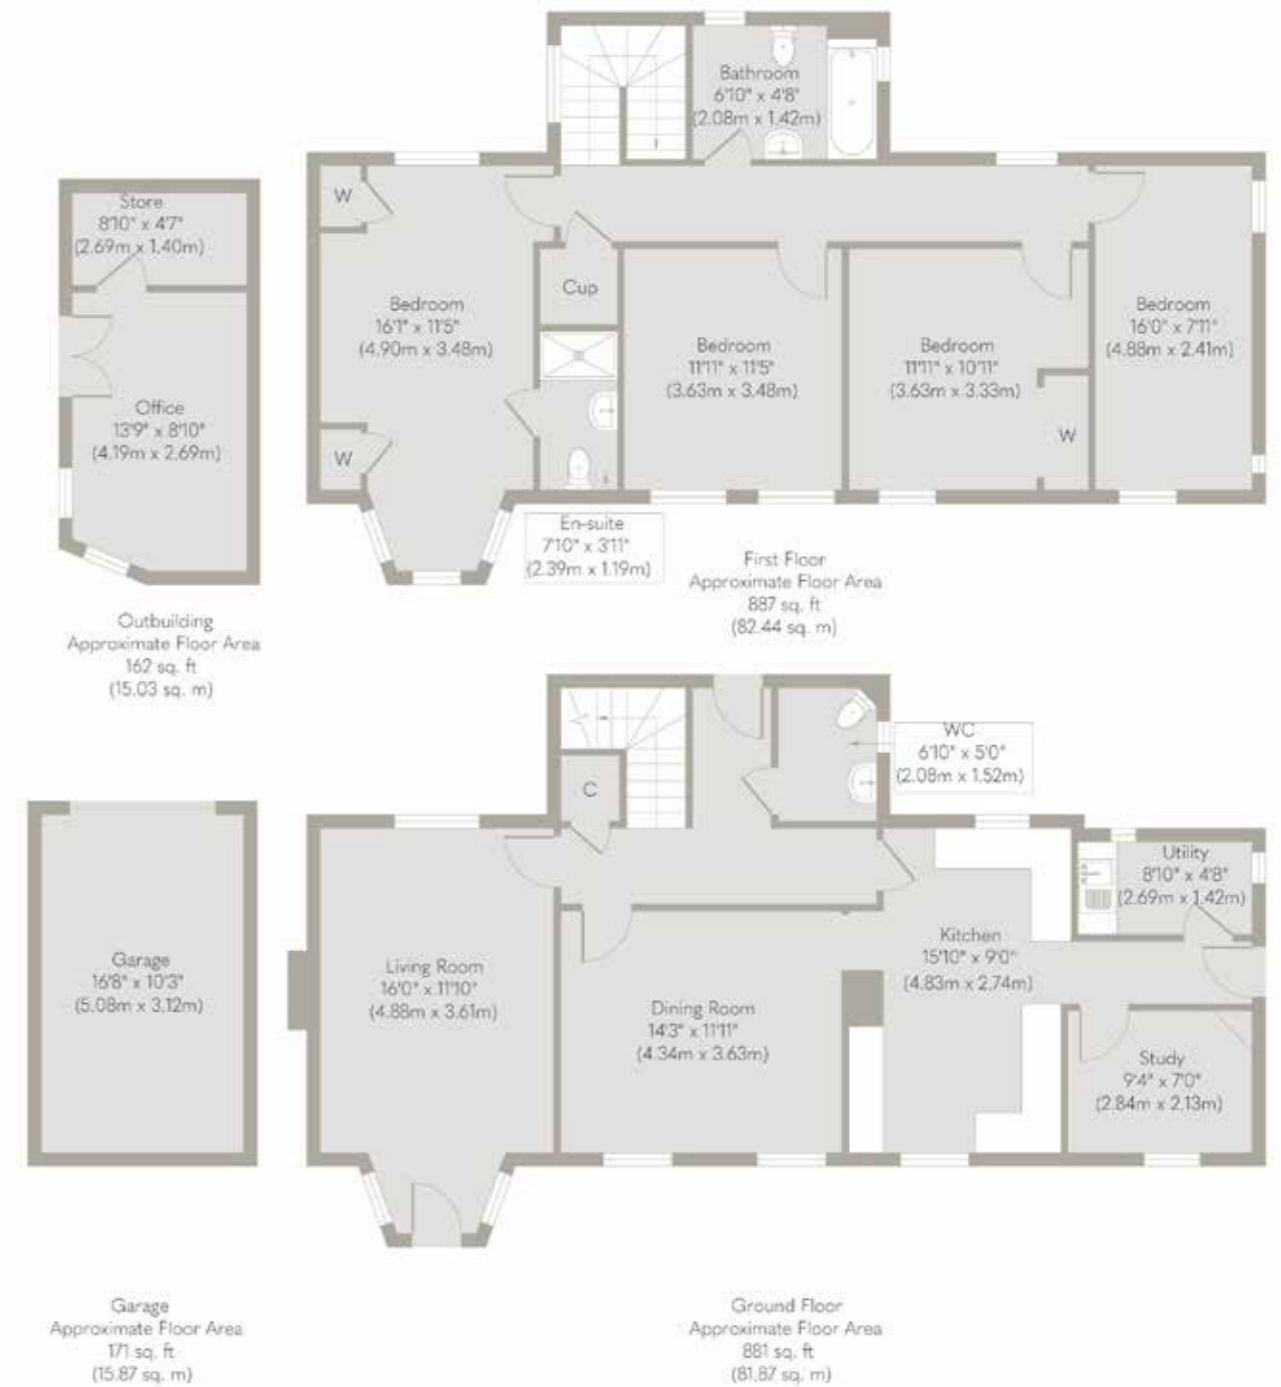 Bathroom
6'10" x 4'8"
(2.08m x 1.42m)
Store
8'10" x 4'7"
(2.69m x 1.40m)
W
Cup
Bedroom
16'1" x 11'5"
(4.90m x 3.48m)
Bedroom
11'11" x 11'5"
(3.63m x 3.48m)
Bedroom
11'11" x 10'11"
(3.63m x 3.33m)
Bedroom
16'0" x 7'11"
(4.88m x 2.41m)
Office
13'9" x 8'10"
(4.19m x 2.69m)
W
W
En-suite
7'10" x 3'11"
(2.39m x 1.19m)
First Floor
Approximate Floor Area
887 sq. ft
(82.44 sq. m)
Outbuilding
Approximate Floor Area
162 sq. ft
(15.03 sq. m)
WC
6'10" x 5'0"
(2.08m x 1.52m)
C
Utility
8'10" x 4'8"
(2.69m x 1.42m)
Kitchen
15'10" x 9'0"
(4.83m x 2.74m)
Garage
16'8" x 10'3"
(5.08m x 3.12m)
Living Room
16'0" x 11'10"
(4.88m x 3.61m)
Dining Room
14'3" x 11'11"
(4.34m x 3.63m)
Study
9'4" x 7'0"
(2.84m x 2.13m)
Garage
Approximate Floor Area
171 sq. ft
(15.87 sq. m)
Ground Floor
Approximate Floor Area
881 sq. ft
(81.87 sq. m)